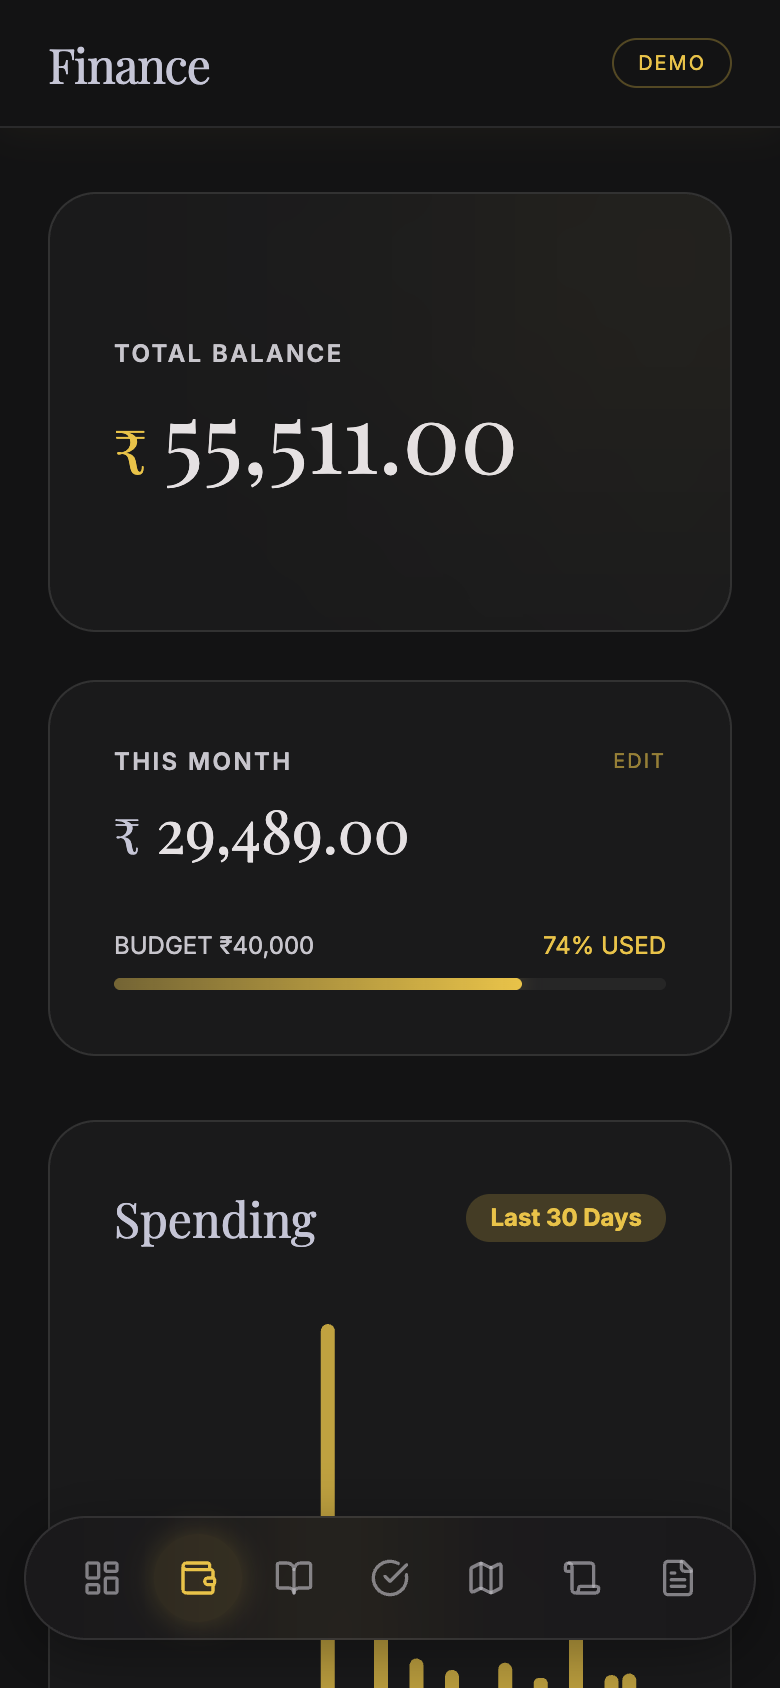 Finance
DEMO
TOTAL BALANCE
₹ 55,511.00
THIS MONTH
EDIT
₹ 29,489.00
BUDGET ₹40,000
74% USED
Spending
Last 30 Days